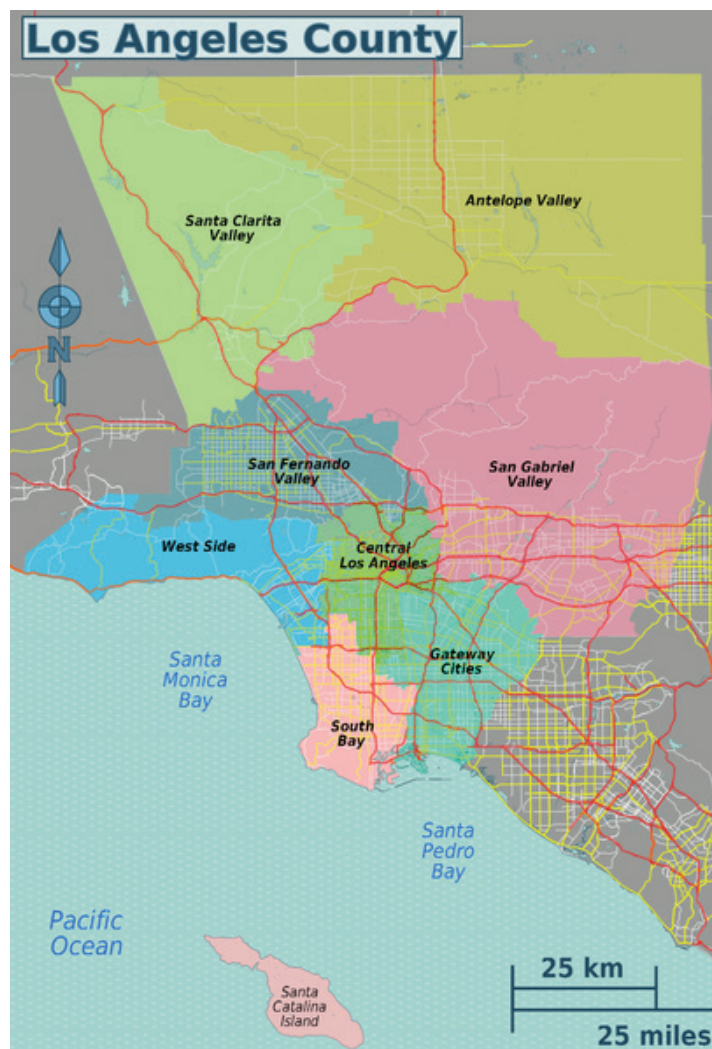 Los Angeles County
Antelope Valley
Santa Clarita
Valley
N
San Fernando
Valley
San Gabriel
Valley
West Side
Central
Los Angeles
Gateway
Cities
Santa
Monica
Bay
South
Bay
Santa
Pedro
Bay
Pacific
Ocean
Santa
Catalina
Island
25 km
25 miles